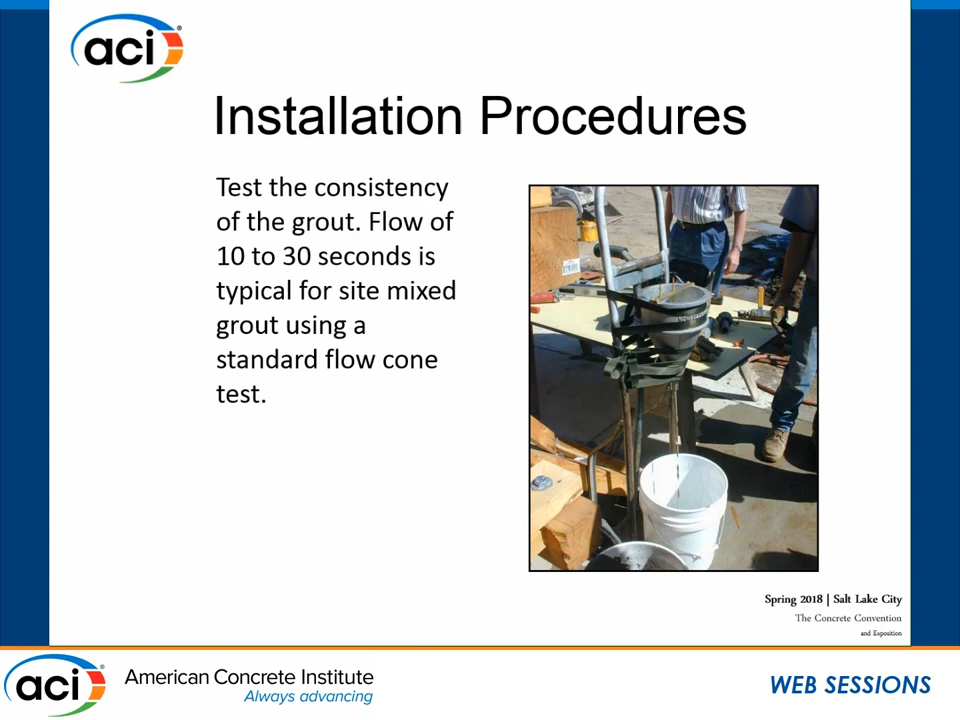 aci
Installation Procedures
Test the consistency
of the grout. Flow of
10 to 30 seconds is
typical for site mixed
grout using a
standard flow cone
test.
Spring 2018 | Salt Lake City
The Concrete Convention
and Exposition
aci
American Concrete Institute
Always advancing
WEB SESSIONS